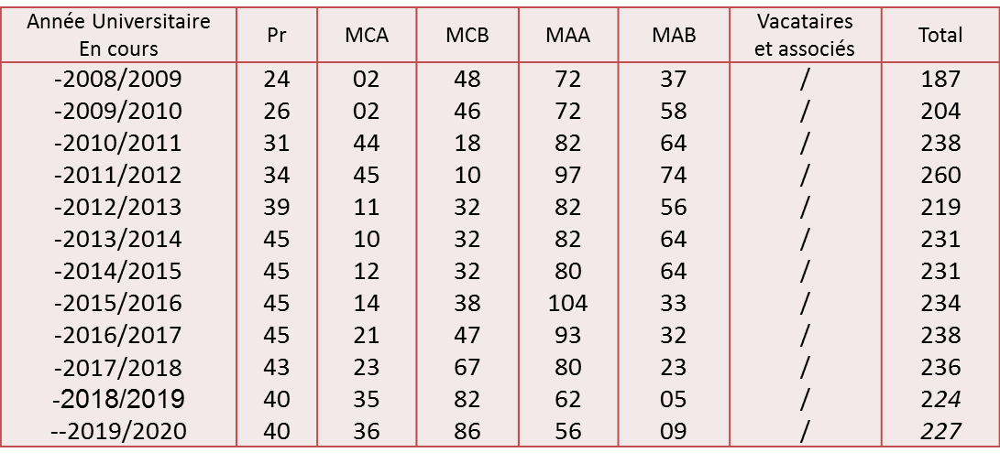 Année Universitaire En cours Pr MCA MCB MAA MAB Vacataires et associés Total
-2008/2009 24 02 48 72 37 / 187
-2009/2010 26 02 46 72 58 / 204
-2010/2011 31 44 18 82 64 / 238
-2011/2012 34 45 10 97 74 / 260
-2012/2013 39 11 32 82 56 / 219
-2013/2014 45 10 32 82 64 / 231
-2014/2015 45 12 32 80 64 / 231
-2015/2016 45 14 38 104 33 / 234
-2016/2017 45 21 47 93 32 / 238
-2017/2018 43 23 67 80 23 / 236
-2018/2019 40 35 82 62 05 / 224
--2019/2020 40 36 86 56 09 / 227